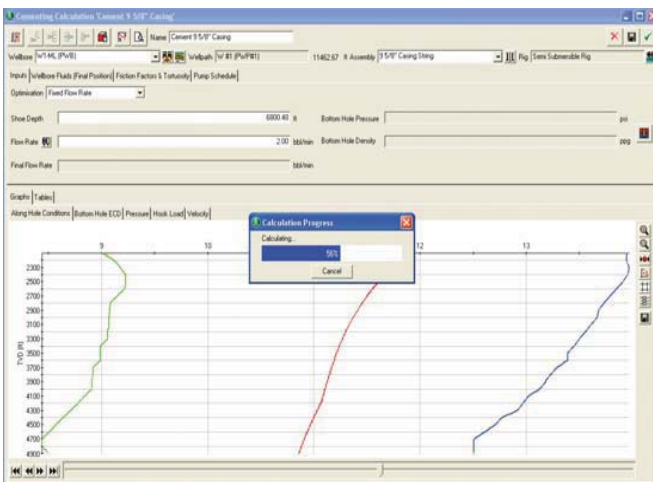 Cementing Calculation 'Cement 9 5/8" Casing'
Name Cement 9 5/8" Casing
Wellbore W1-ML (PWB) Wellpath 11462.67 ft Assembly 9 5/8" Casing String Rig Semi Submersible Rig
Inputs Wellbore Fluids (Final Position) Friction Factors & Tortuosity Pump Schedule
Optimisation Fixed Flow Rate
Shoe Depth 6800.40 ft Bottom Hole Pressure psi
Flow Rate 2.00 bbl/min Bottom Hole Density ppg
Final Flow Rate bbl/min
Graphs Tables
Along Hole Conditions Bottom Hole ECD Pressure Hook Load Velocity
Calculation Progress
Calculating...
56%
Cancel
9 10 12 13
2300
2500
2700
2900
3100
3300
3500
3700
3900
4100
4300
4500
4700
4900
TVD (ft)